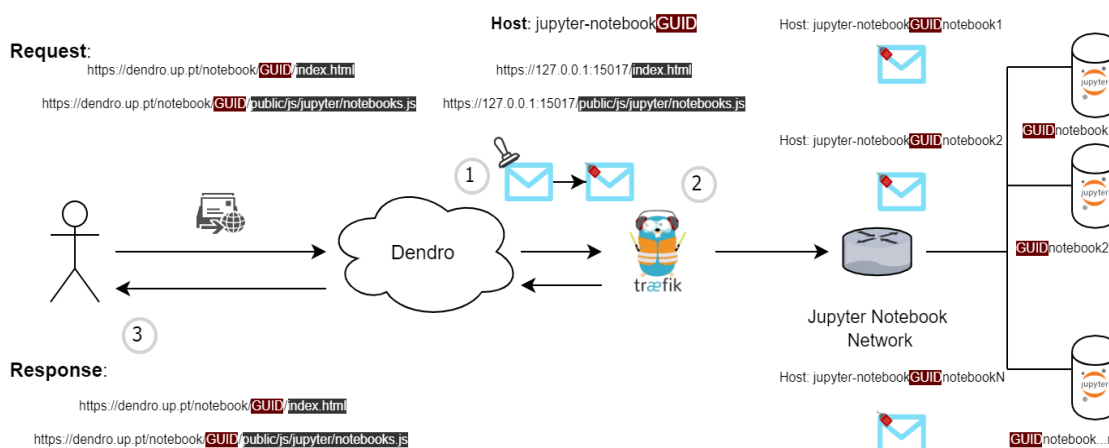 Host: jupyter-notebookGUID
Host: jupyter-notebookGUIDnotebook1
Request:
https://dendro.up.pt/notebook/GUID/index.html
https://127.0.0.1:15017/index.html
jupyter
https://dendro.up.pt/notebook/GUID/public/js/jupyter/notebooks.js
https://127.0.0.1:15017/public/js/jupyter/notebooks.js
GUIDnotebook
Host: jupyter-notebookGUIDnotebook2
1
2
jupyter
Dendro
GUIDnotebook2
træfik
3
Jupyter Notebook
Network
Response:
Host: jupyter-notebookGUIDnotebookN
jupyter
https://dendro.up.pt/notebook/GUID/index.html
https://dendro.up.pt/notebook/GUID/public/js/jupyter/notebooks.js
GUIDnotebook...